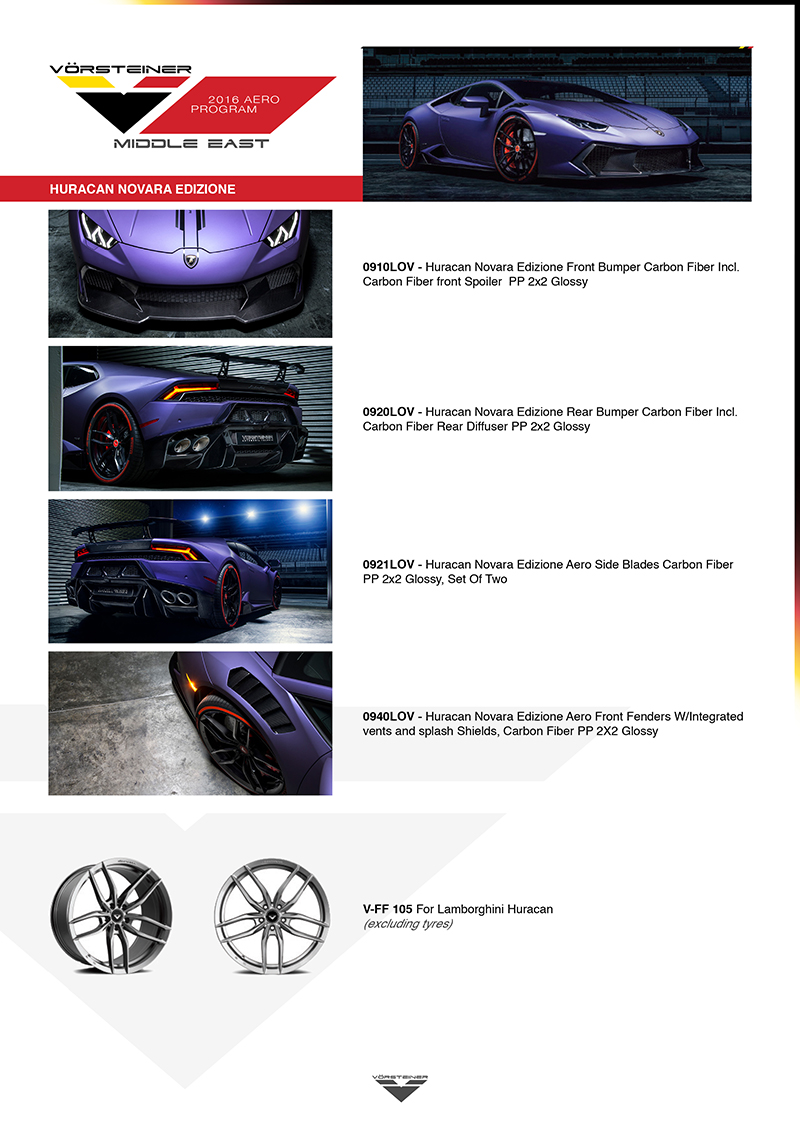 VÖRSTEINER
2016 AERO
PROGRAM
MIDDLE EAST
HURACAN NOVARA EDIZIONE
0910LOV - Huracan Novara Edizione Front Bumper Carbon Fiber Incl.
Carbon Fiber front Spoiler PP 2x2 Glossy
0920LOV - Huracan Novara Edizione Rear Bumper Carbon Fiber Incl.
Carbon Fiber Rear Diffuser PP 2x2 Glossy
VORSTEINER
0921LOV - Huracan Novara Edizione Aero Side Blades Carbon Fiber
PP 2x2 Glossy, Set Of Two
0940LOV - Huracan Novara Edizione Aero Front Fenders W/Integrated
vents and splash Shields, Carbon Fiber PP 2X2 Glossy
V-FF 105 For Lamborghini Huracan
(excluding tyres)
VÖRSTEINER